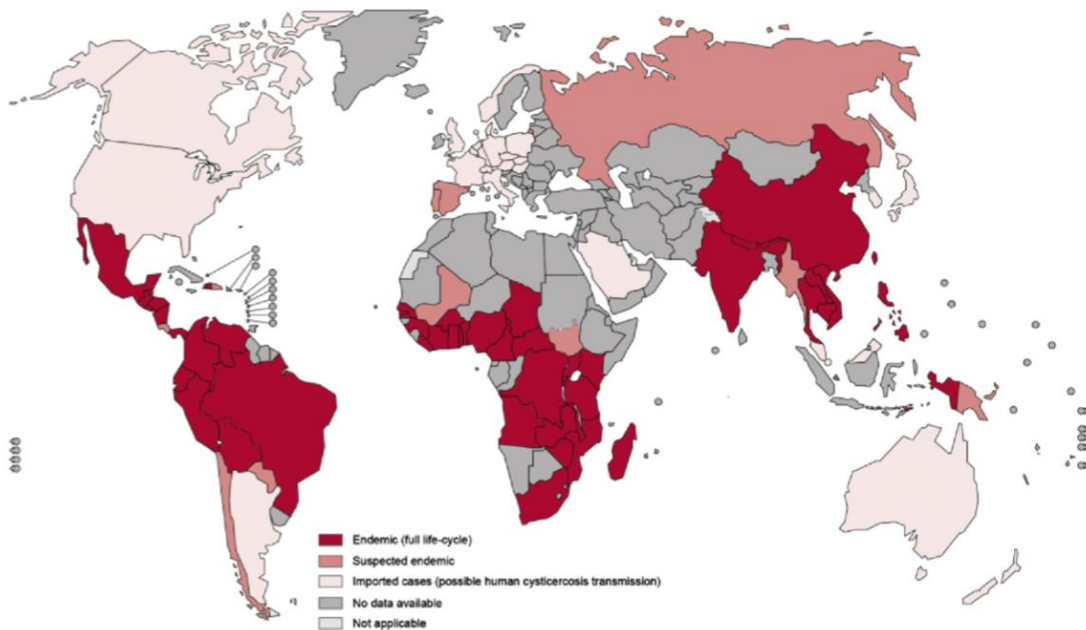 Endemic (full life-cycle)
Suspected endemic
Imported cases (possible human cysticercosis transmission)
No data available
Not applicable